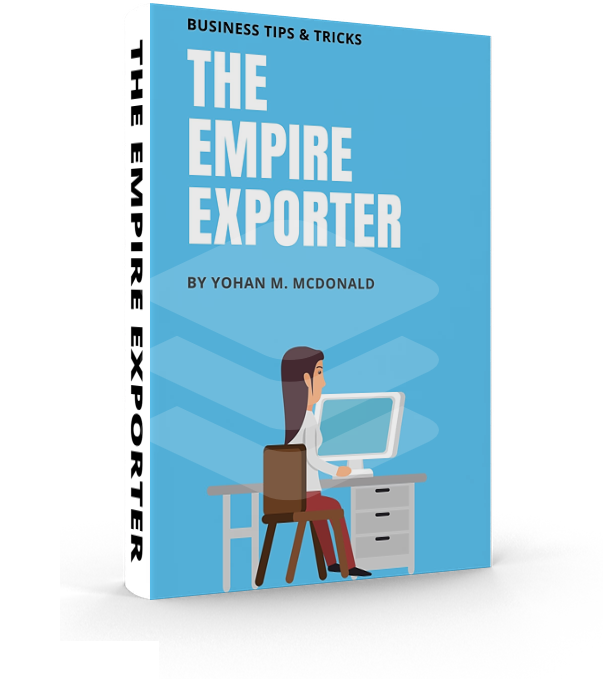 BUSINESS TIPS & TRICKS
THE
EMPIRE
EXPORTER
BY YOHAN M. MCDONALD
THE EMPIRE EXPORTER